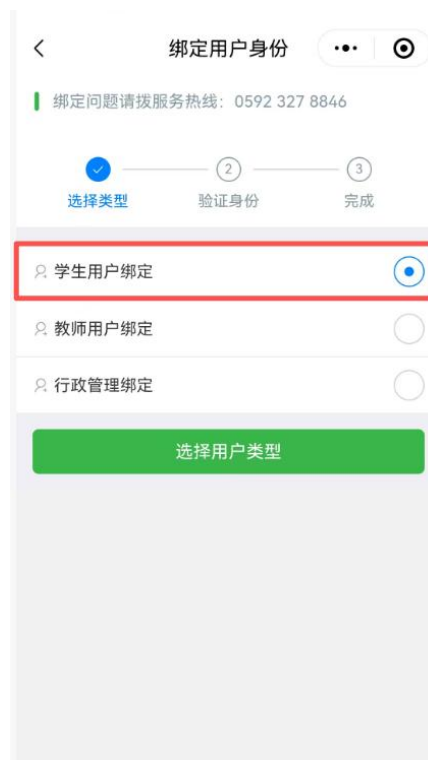 绑定用户身份
绑定问题请拨服务热线: 0592 327 8846
2
3
选择类型
验证身份
完成
学生用户绑定
教师用户绑定
行政管理绑定
选择用户类型